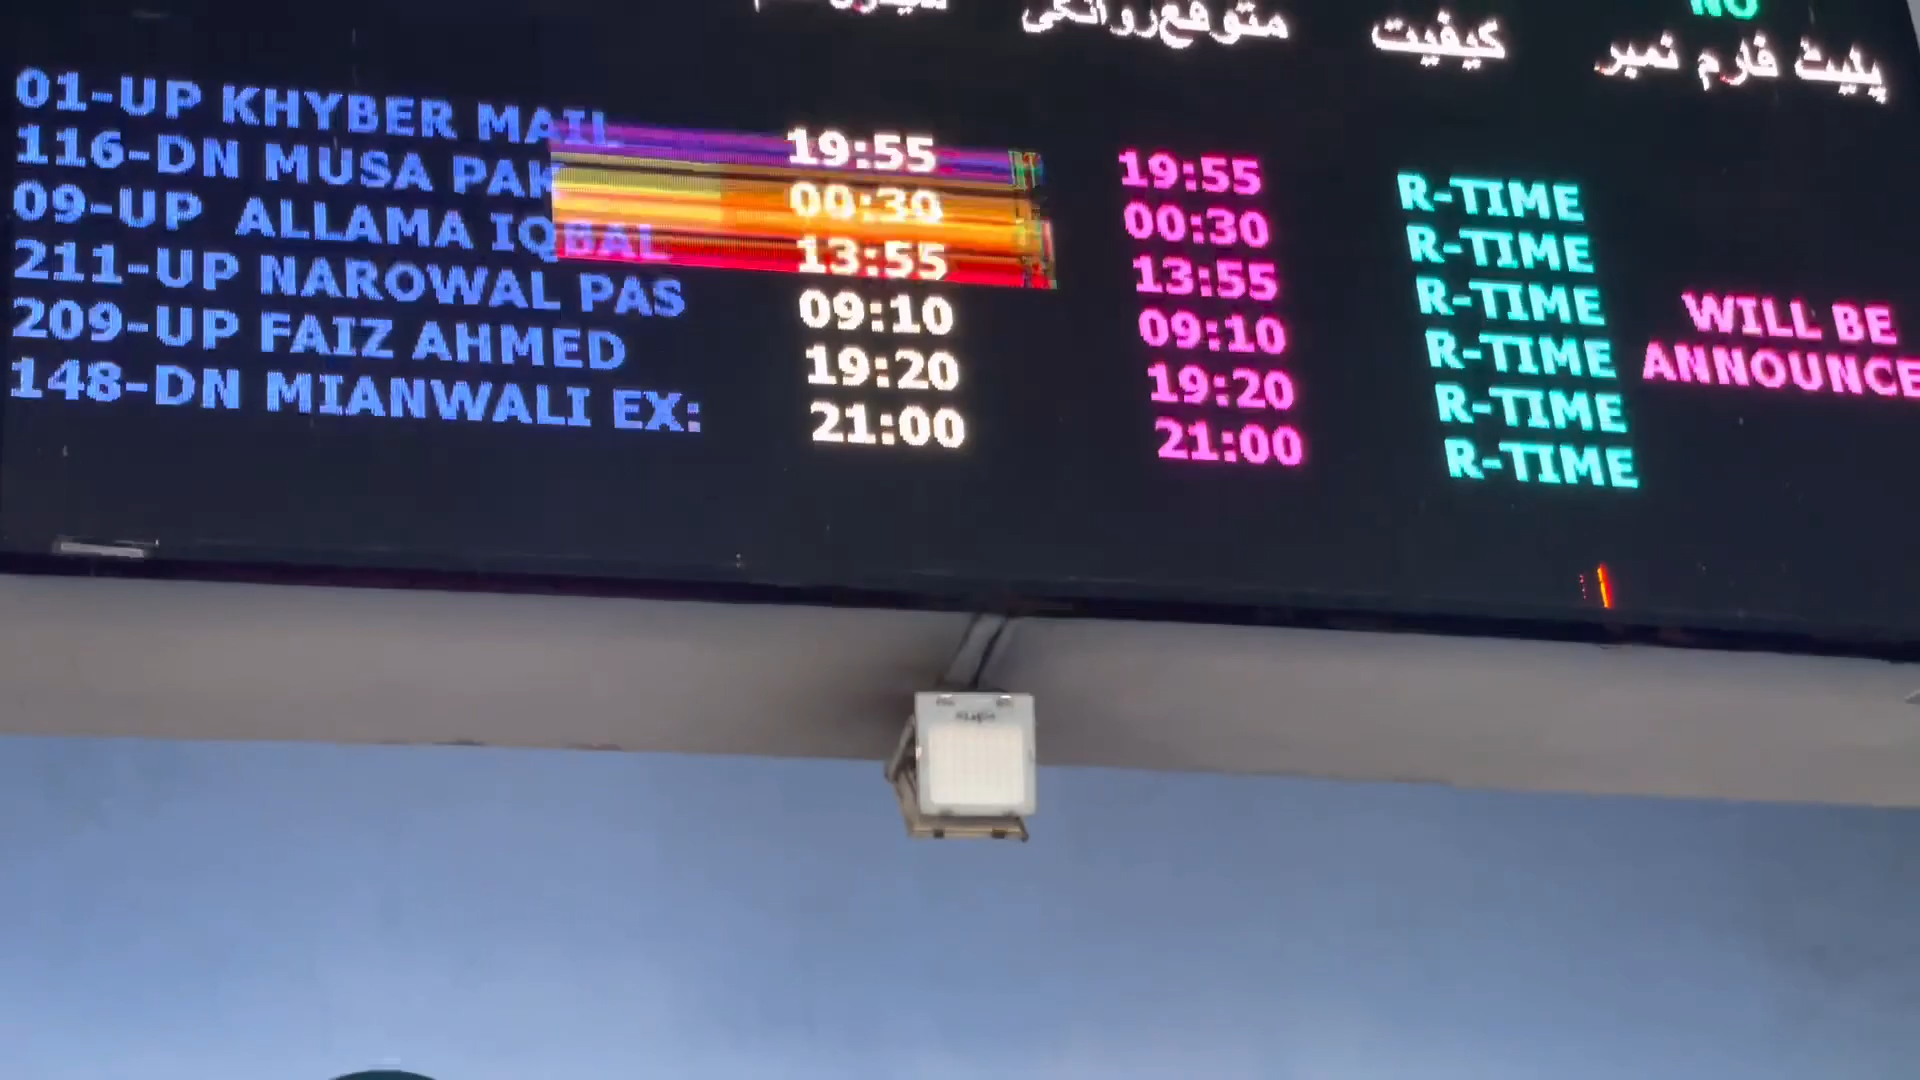 NO
متوقع روانگی کیفیت پلیٹ فارم نمبر
01-UP KHYBER MAIL 19:55 19:55 R-TIME
116-DN MUSA PAK 00:30 00:30 R-TIME
09-UP ALLAMA IQBAL 13:55 13:55 R-TIME
211-UP NAROWAL PAS 09:10 09:10 R-TIME
209-UP FAIZ AHMED 19:20 19:20 R-TIME
148-DN MIANWALI EX: 21:00 21:00 R-TIME
WILL BE
ANNOUNCE